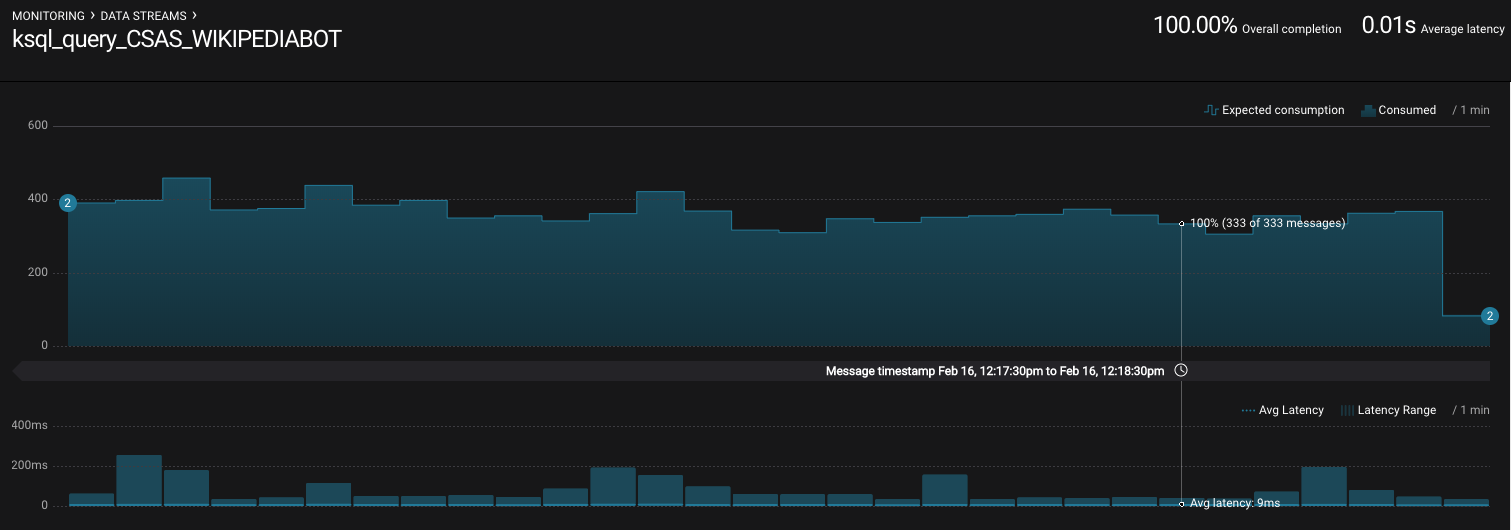 MONITORING › DATA STREAMS ›
ksql_query_CSAS_WIKIPEDIABOT
100.00% Overall completion 0.01s Average latency
Expected consumption Consumed / 1 min
600
400
2
100% (333 of 333 messages)
200
2
0
Message timestamp Feb 16, 12:17:30pm to Feb 16, 12:18:30pm
Avg Latency Latency Range / 1 min
400ms
200ms
0
Avg latency: 9ms